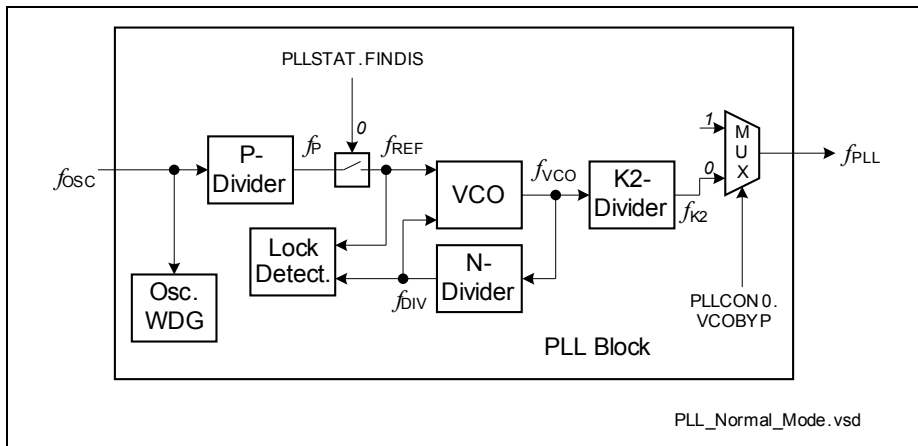 PLLSTAT.FINDIS
0
fOSC
P-
Divider
fP
fREF
VCO
fVCO
K2-
Divider
fK2
1
0
M
U
X
fPLL
Osc.
WDG
Lock
Detect.
fDIV
N-
Divider
PLLCON0.
VCOBYP
PLL Block
PLL_Normal_Mode.vsd